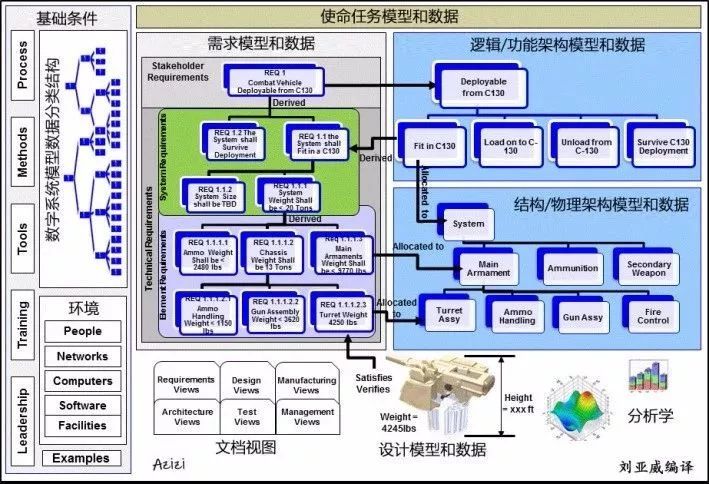 基础条件
Process
Methods
Tools
Training
Leadership
数字系统模型数据分类结构
环境
People
Networks
Computers
Software
Facilities
Examples
使命任务模型和数据
需求模型和数据
Stakeholder
Requirements
REQ 1
Combat Vehicle
Deployable from C130
Derived
Technical Requirements
System Requirements
REQ 1.2 The
System shall
Survive
Deployment
REQ 1.1 the
System shall
Fit in a C130
REQ 1.1.2
System Size
shall be TBD
REQ 1.1.1
System
Weight Shall
be < 20 Tons
Derived
Element Requirements
REQ 1.1.1.1
Ammo Weight
Shall be <
2480 lbs
REQ 1.1.1.2
Chassis
Weight Shall
be 13 Tons
REQ 1.1.1.3
Main
Armaments
Weight Shall
be < 9770 lbs
REQ 1.1.1.2.1
Ammo
Handling
Weight < 1150
lbs
REQ 1.1.1.2.2
Gun Assembly
Weight < 3620
lbs
REQ 1.1.1.2.3
Turret Weight
4250 lbs
逻辑/功能架构模型和数据
Deployable
from C130
Derived
Fit in C130
Load on to C-
130
Unload from
C-130
Survive C130
Deployment
Allocated to
结构/物理架构模型和数据
System
Allocated to
Main
Armament
Ammunition
Secondary
Weapon
Allocated
to
Turret
Assy
Ammo
Handling
Gun Assy
Fire
Control
Requirements
Views
Design
Views
Manufacturing
Views
Architecture
Views
Test
Views
Management
Views
文档视图
Satisfies
Verifies
Weight =
4245lbs
Height
= xxx ft
设计模型和数据
分析学
Azizi
刘亚威编译